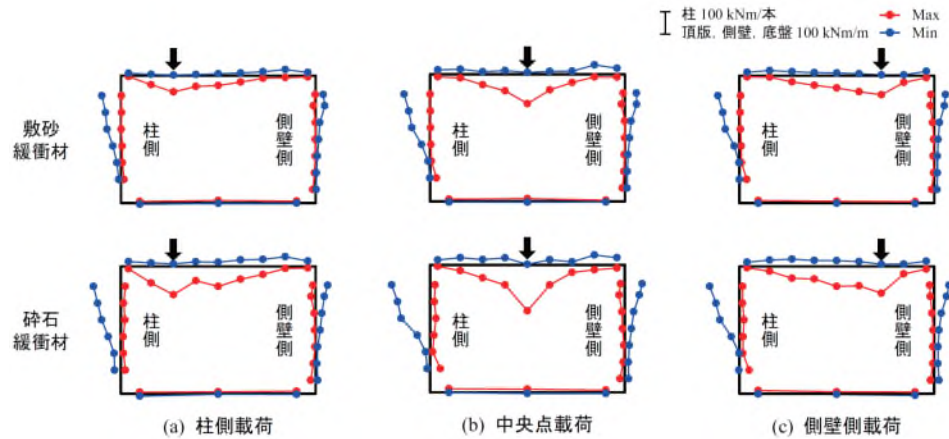 柱 100 kNm/本
頂版, 側壁, 底盤 100 kNm/m
Max
Min
敷砂
緩衝材
柱側
側壁側
柱側
側壁側
柱側
側壁側
砕石
緩衝材
柱側
側壁側
柱側
側壁側
柱側
側壁側
(a) 柱側載荷
(b) 中央点載荷
(c) 側壁側載荷